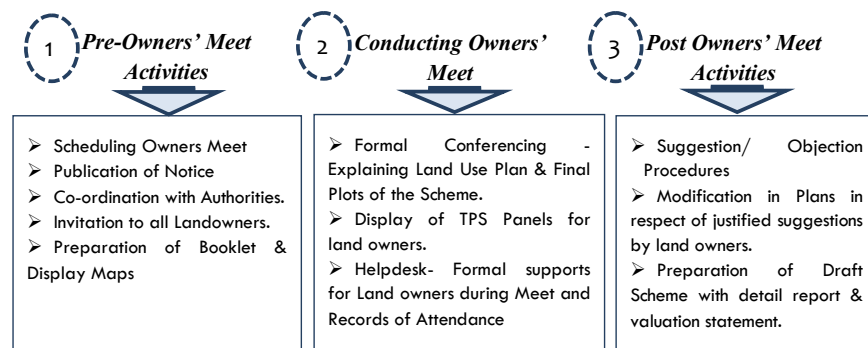 1
Pre-Owners' Meet
Activities
➢ Scheduling Owners Meet
➢ Publication of Notice
➢ Co-ordination with Authorities.
➢ Invitation to all Landowners.
➢ Preparation of Booklet &
Display Maps
2
Conducting Owners'
Meet
➢ Formal Conferencing -
Explaining Land Use Plan & Final
Plots of the Scheme.
➢ Display of TPS Panels for
land owners.
➢ Helpdesk- Formal supports
for Land owners during Meet and
Records of Attendance
3
Post Owners' Meet
Activities
➢ Suggestion/ Objection
Procedures
➢ Modification in Plans in
respect of justified suggestions
by land owners.
➢ Preparation of Draft
Scheme with detail report &
valuation statement.